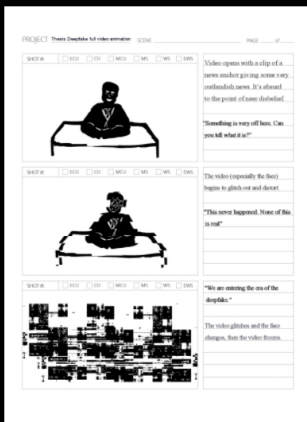 PROJECT Thesis Deepfake full video animation SCENE PAGE of
SHOT # ECU CU MCU MS WS EWS
Video opens with a clip of a
news anchor giving some very
outlandish news. It's absurd
to the point of near disbelief.
"Something is very off here. Can
you tell what it is?"
SHOT # ECU CU MCU MS WS EWS
The video (especially the face)
begins to glitch out and distort
"This never happened. None of this
is real"
SHOT # ECU CU MCU MS WS EWS
"We are entering the era of the
deepfake."
The video glitches and the face
changes, then the video freezes.